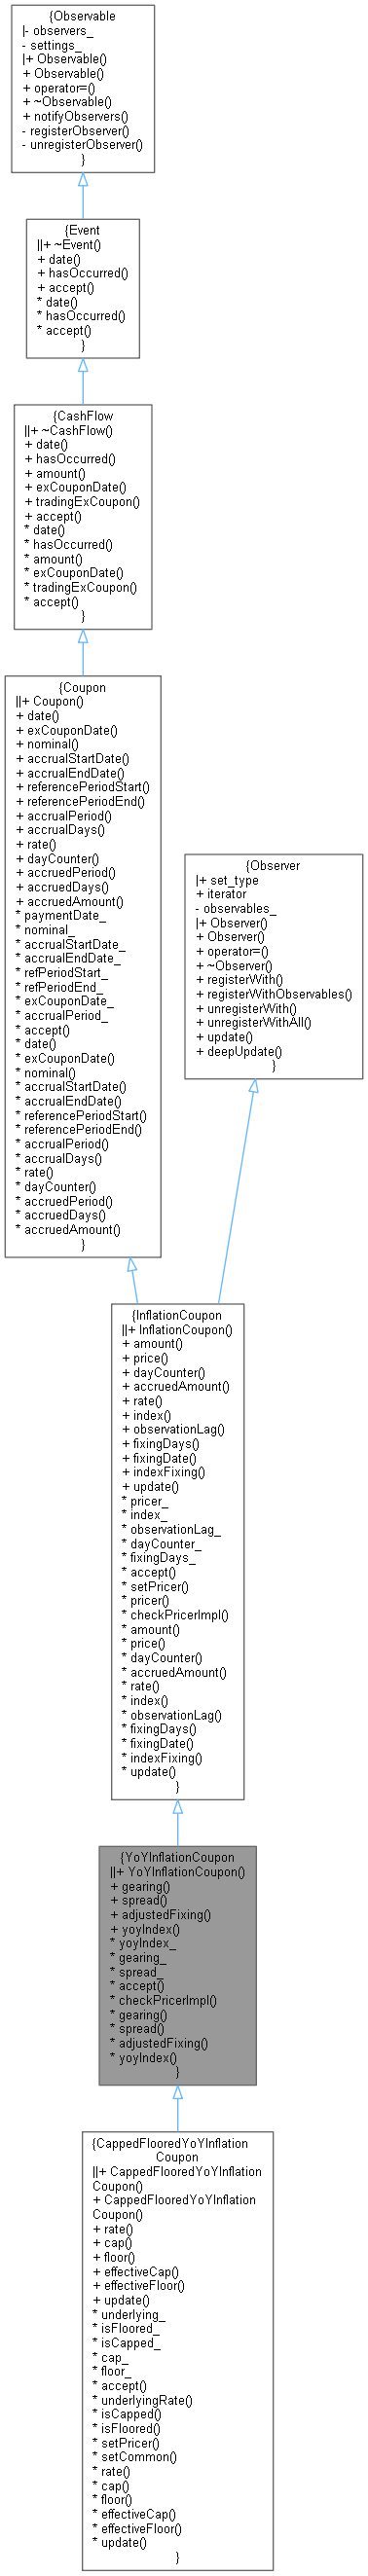 {Observable
|- observers_
- settings_
|+ Observable()
+ Observable()
+ operator=()
+ ~Observable()
+ notifyObservers()
- registerObserver()
- unregisterObserver()
}
{Event
||+ ~Event()
+ date()
+ hasOccurred()
+ accept()
* date()
* hasOccurred()
* accept()
}
{CashFlow
||+ ~CashFlow()
+ date()
+ hasOccurred()
+ amount()
+ exCouponDate()
+ tradingExCoupon()
+ accept()
* date()
* hasOccurred()
* amount()
* exCouponDate()
* tradingExCoupon()
* accept()
}
{Coupon
||+ Coupon()
+ date()
+ exCouponDate()
+ nominal()
+ accrualStartDate()
+ accrualEndDate()
+ referencePeriodStart()
+ referencePeriodEnd()
+ accrualPeriod()
+ accrualDays()
+ rate()
+ dayCounter()
+ accruedPeriod()
+ accruedDays()
+ accruedAmount()
* paymentDate_
* nominal_
* accrualStartDate_
* accrualEndDate_
* refPeriodStart_
* refPeriodEnd_
* exCouponDate_
* accrualPeriod_
* accept()
* date()
* exCouponDate()
* nominal()
* accrualStartDate()
* accrualEndDate()
* referencePeriodStart()
* referencePeriodEnd()
* accrualPeriod()
* accrualDays()
* rate()
* dayCounter()
* accruedPeriod()
* accruedDays()
* accruedAmount()
}
{Observer
|+ set_type
+ iterator
- observables_
|+ Observer()
+ Observer()
+ operator=()
+ ~Observer()
+ registerWith()
+ registerWithObservables()
+ unregisterWith()
+ unregisterWithAll()
+ update()
+ deepUpdate()
}
{InflationCoupon
||+ InflationCoupon()
+ amount()
+ price()
+ dayCounter()
+ accruedAmount()
+ rate()
+ index()
+ observationLag()
+ fixingDays()
+ fixingDate()
+ indexFixing()
+ update()
* pricer_
* index_
* observationLag_
* dayCounter_
* fixingDays_
* accept()
* setPricer()
* pricer()
* checkPricerImpl()
* amount()
* price()
* dayCounter()
* accruedAmount()
* rate()
* index()
* observationLag()
* fixingDays()
* fixingDate()
* indexFixing()
* update()
}
{YoYInflationCoupon
||+ YoYInflationCoupon()
+ gearing()
+ spread()
+ adjustedFixing()
+ yoyIndex()
* yoyIndex_
* gearing_
* spread_
* accept()
* checkPricerImpl()
* gearing()
* spread()
* adjustedFixing()
* yoyIndex()
}
{CappedFlooredYoYInflation
Coupon
||+ CappedFlooredYoYInflation
Coupon()
+ CappedFlooredYoYInflation
Coupon()
+ rate()
+ cap()
+ floor()
+ effectiveCap()
+ effectiveFloor()
+ update()
* underlying_
* isFloored_
* isCapped_
* cap_
* floor_
* accept()
* underlyingRate()
* isCapped()
* isFloored()
* setPricer()
* setCommon()
* rate()
* cap()
* floor()
* effectiveCap()
* effectiveFloor()
* update()
}